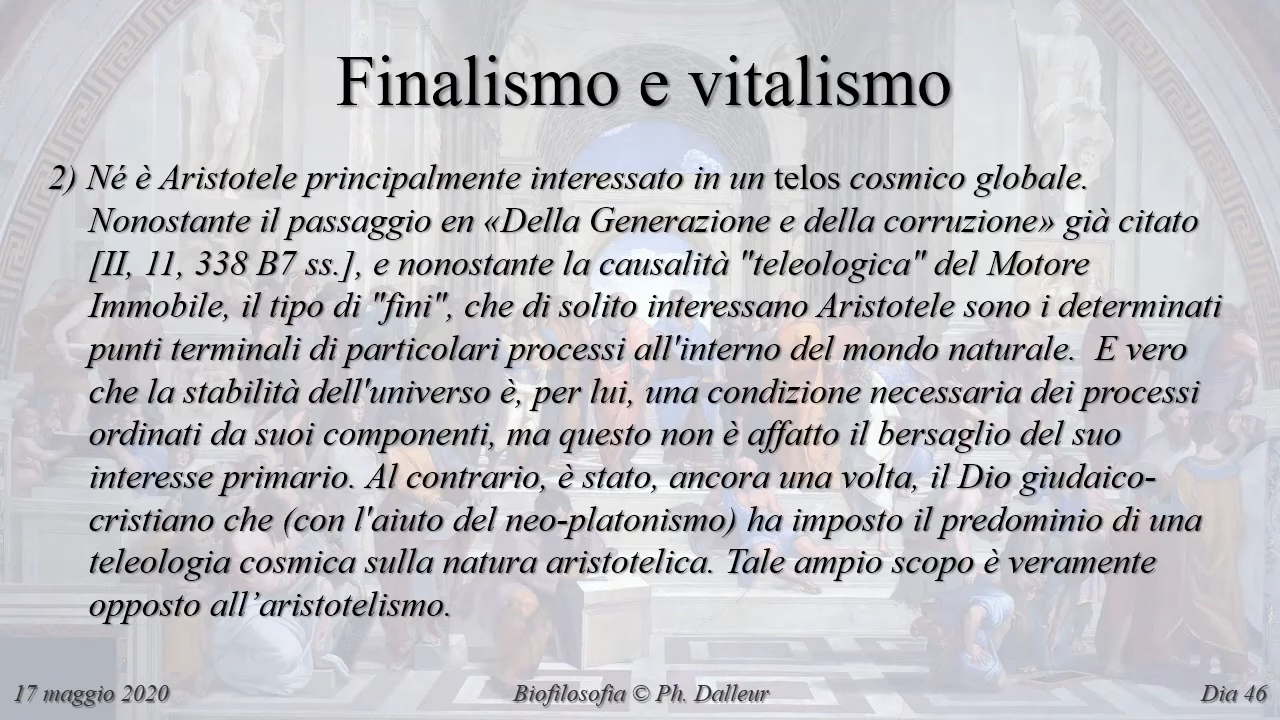 Finalismo e vitalismo
2) Né è Aristotele principalmente interessato in un telos cosmico globale.
Nonostante il passaggio en «Della Generazione e della corruzione» già citato
[II, 11, 338 B7 ss.], e nonostante la causalità "teleologica" del Motore
Immobile, il tipo di "fini", che di solito interessano Aristotele sono i determinati
punti terminali di particolari processi all'interno del mondo naturale.  E vero
che la stabilità dell'universo è, per lui, una condizione necessaria dei processi
ordinati da suoi componenti, ma questo non è affatto il bersaglio del suo
interesse primario. Al contrario, è stato, ancora una volta, il Dio giudaico-
cristiano che (con l'aiuto del neo-platonismo) ha imposto il predominio di una
teleologia cosmica sulla natura aristotelica. Tale ampio scopo è veramente
opposto all’aristotelismo.
17 maggio 2020
Biofilosofia © Ph. Dalleur
Dia 46